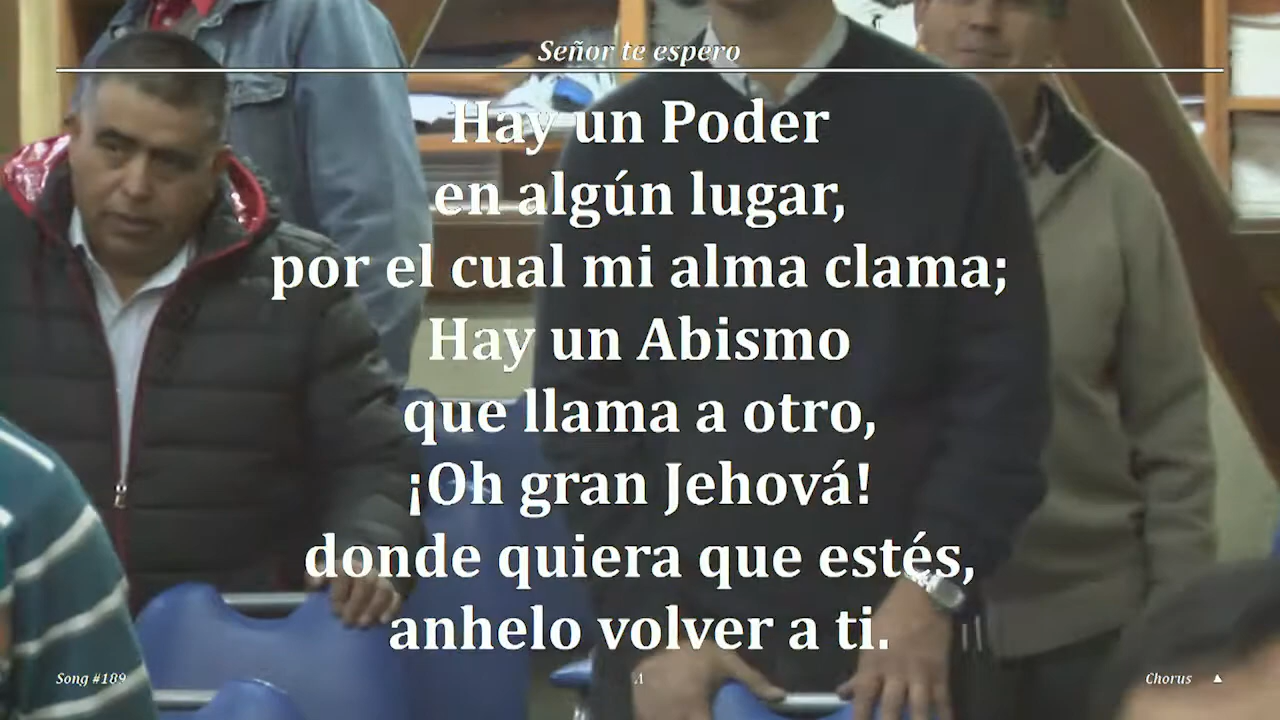 Señor te espero
Hay un Poder
en algún lugar,
por el cual mi alma clama;
Hay un Abismo
que llama a otro,
¡Oh gran Jehová!
donde quiera que estés,
anhelo volver a ti.
Song #189
A
Chorus ▲